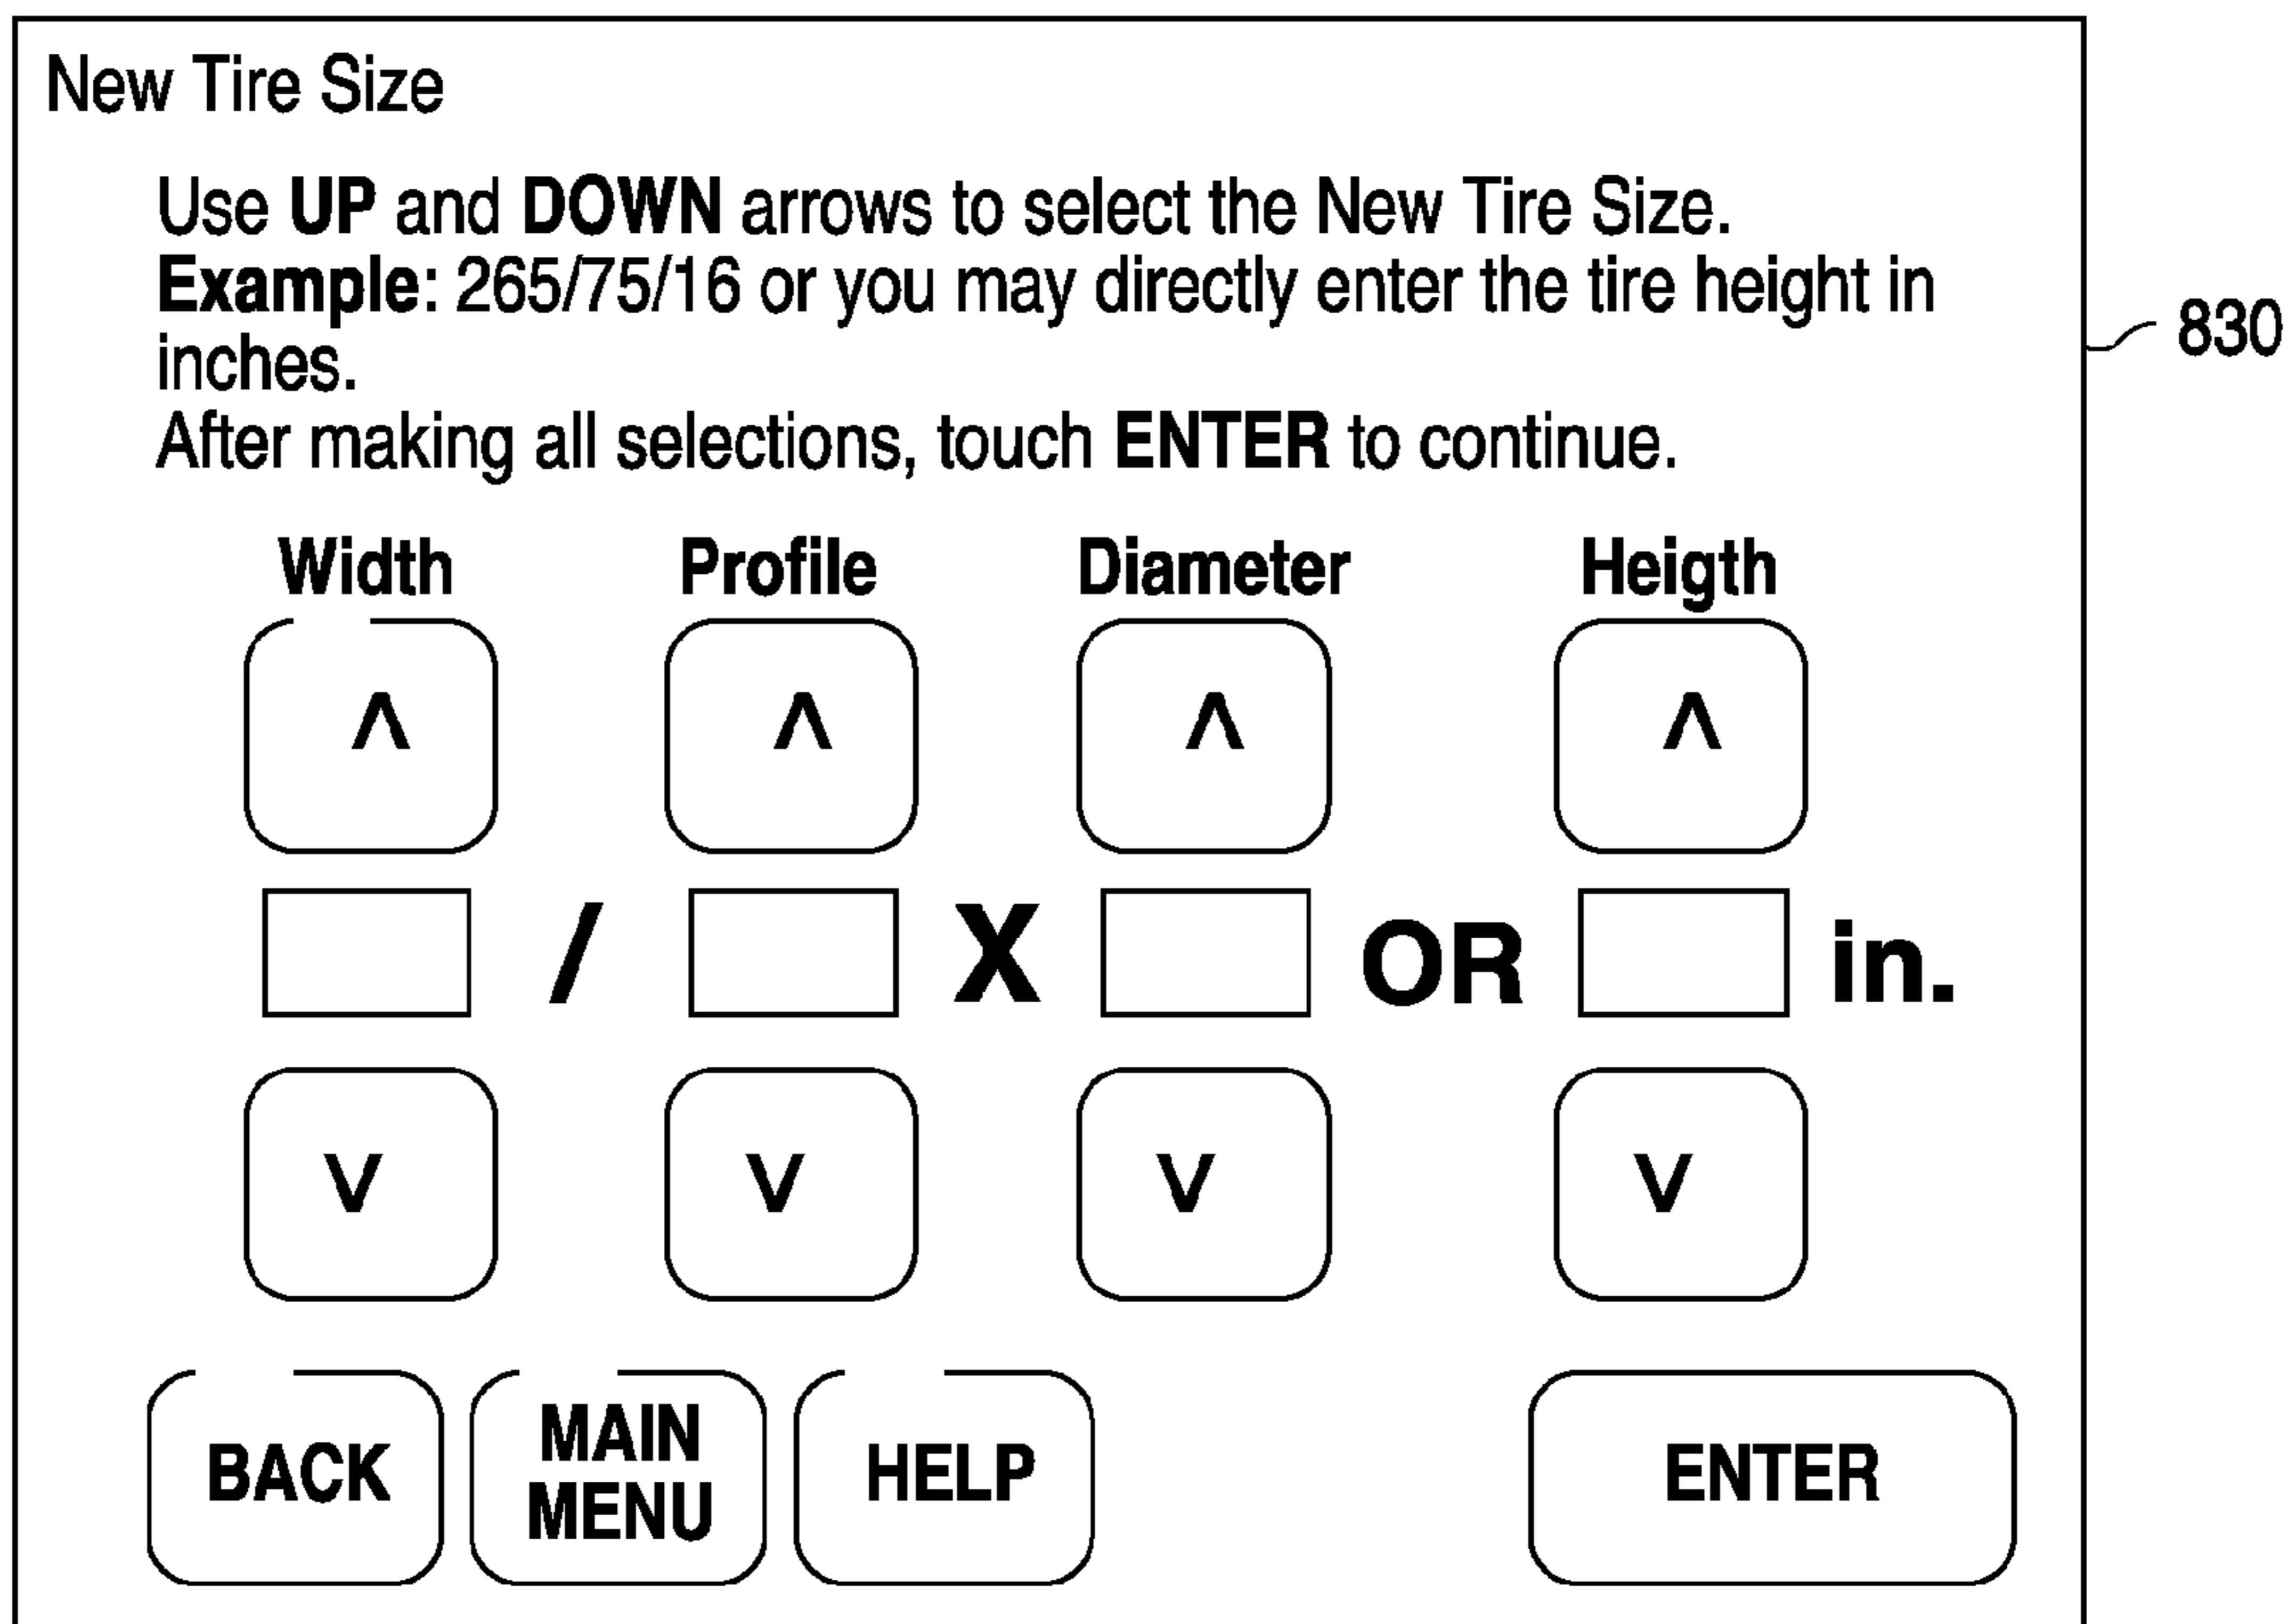 New Tire Size
Use UP and DOWN arrows to select the New Tire Size.
Example: 265/75/16 or you may directly enter the tire height in
inches.
After making all selections, touch ENTER to continue.
830
Width Profile Diameter Heigth
^ ^ ^ ^
/ X OR in.
v v v v
BACK MAIN MENU HELP ENTER